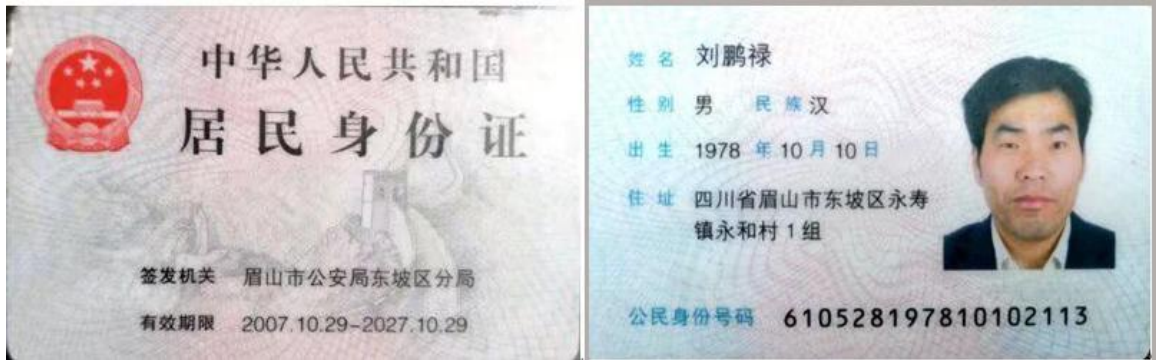 中华人民共和国
居民身份证
签发机关 眉山市公安局东坡区分局
有效期限 2007.10.29-2027.10.29
姓名 刘鹏禄
性别 男 民族 汉
出生 1978 年 10 月 10 日
住址 四川省眉山市东坡区永寿
镇永和村1组
公民身份号码 610528197810102113